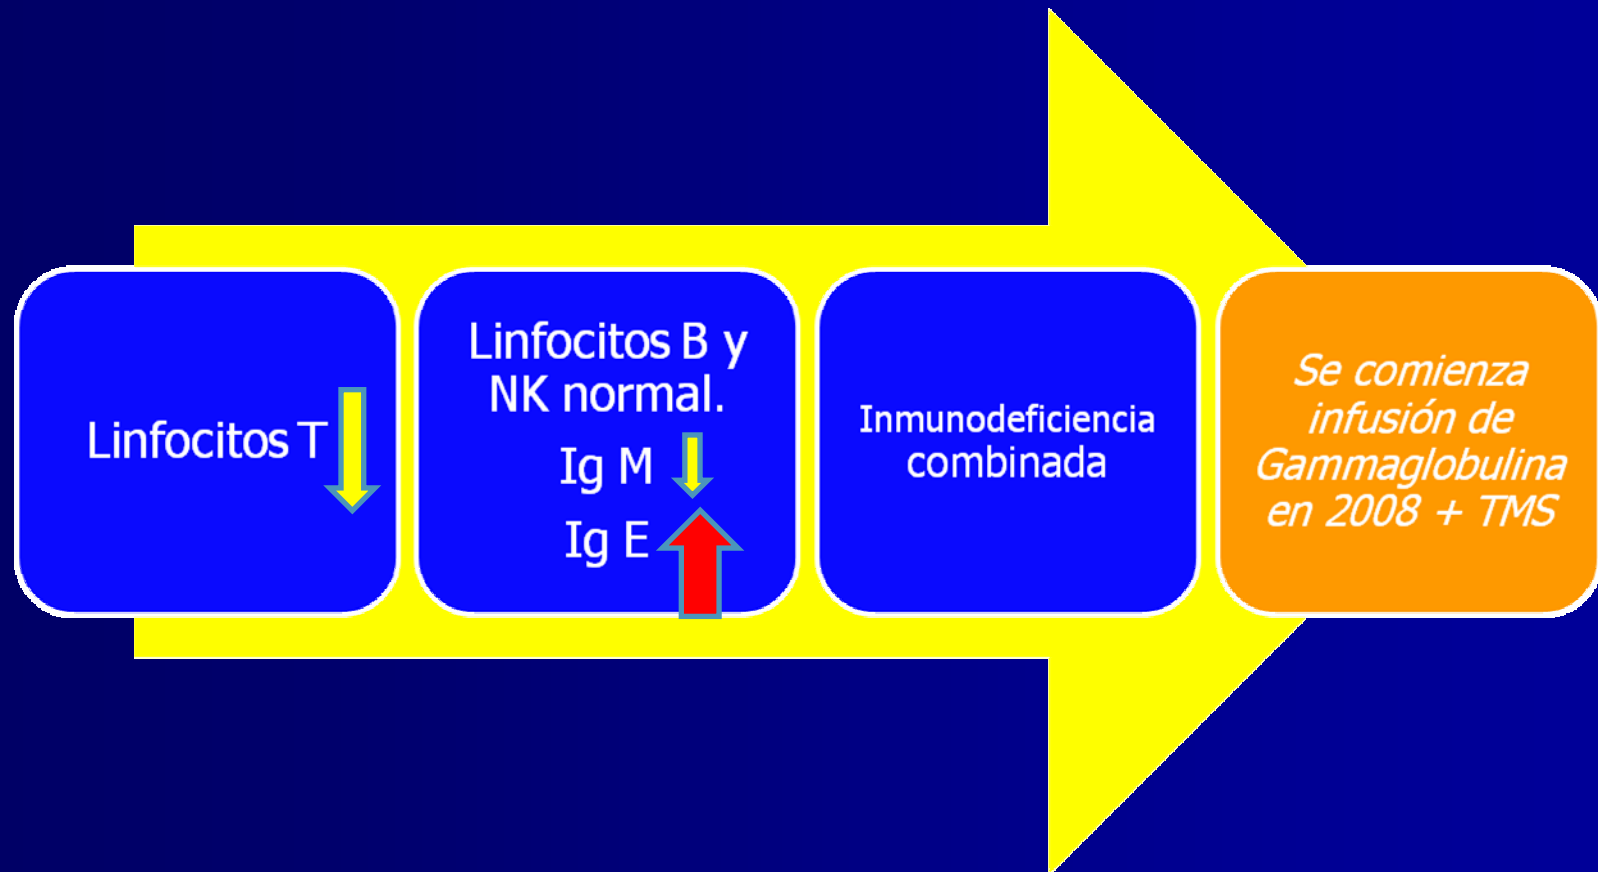 Linfocitos T
Linfocitos B y
NK normal.
Ig M
Ig E
Inmunodeficiencia
combinada
Se comienza
infusión de
Gammaglobulina
en 2008 + TMS